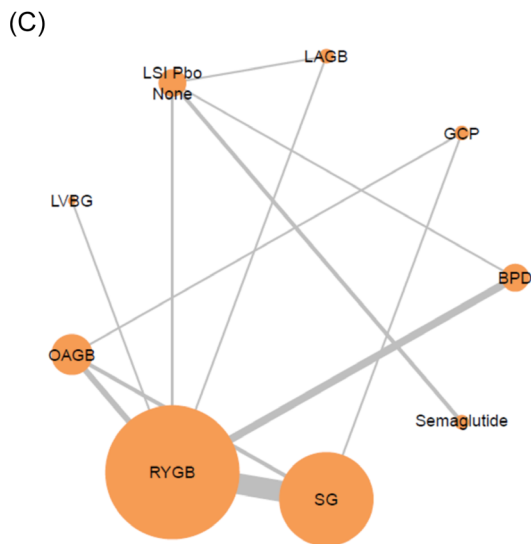 (C)
LSI Pbo
None
LAGB
GCP
LVBG
BPD
OAGB
Semaglutide
RYGB
SG